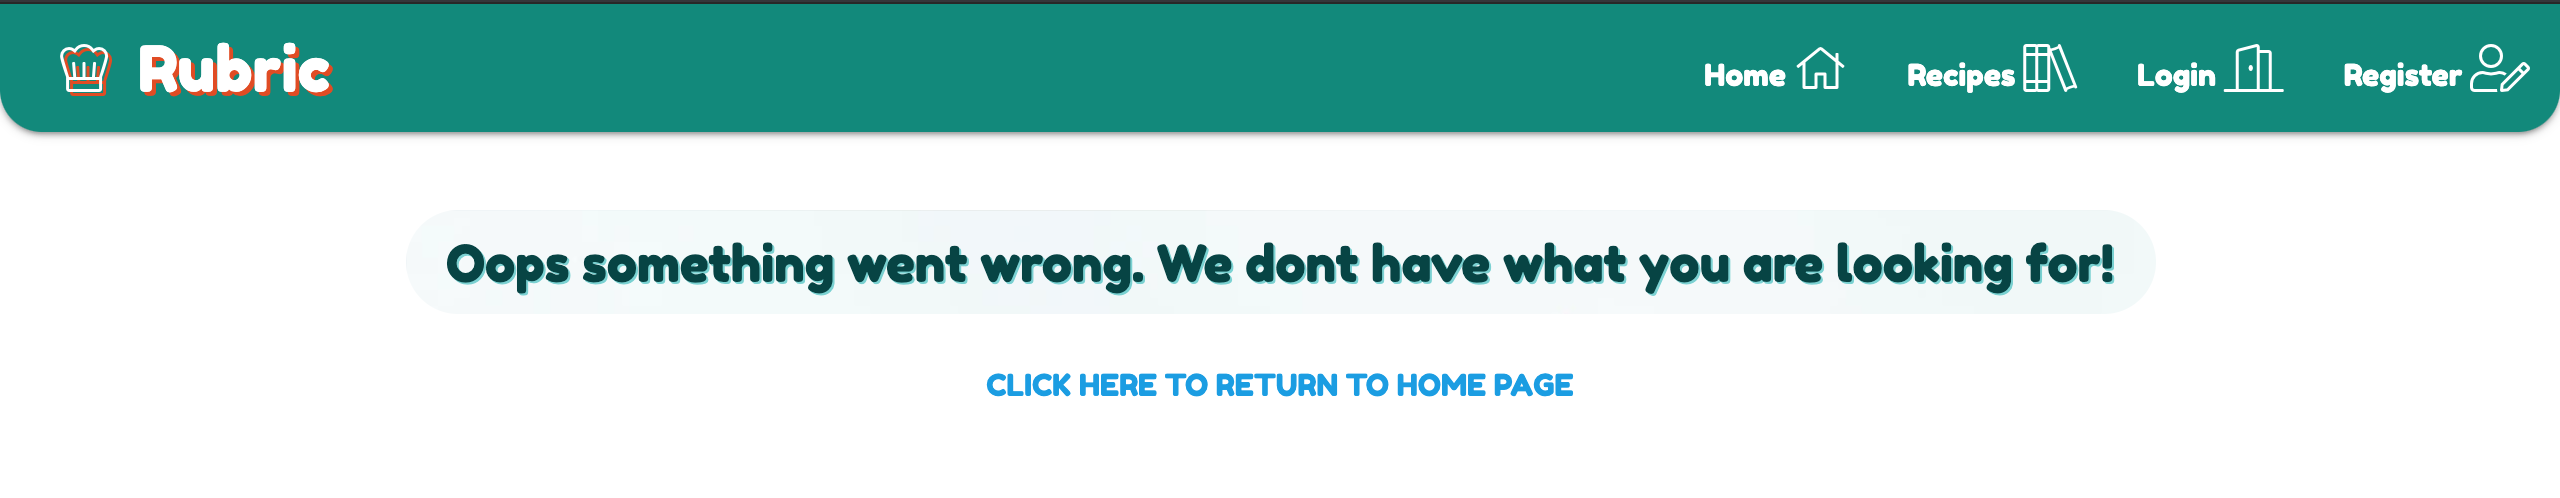 Rubric
Home Recipes Login Register
Oops something went wrong. We dont have what you are looking for!
CLICK HERE TO RETURN TO HOME PAGE